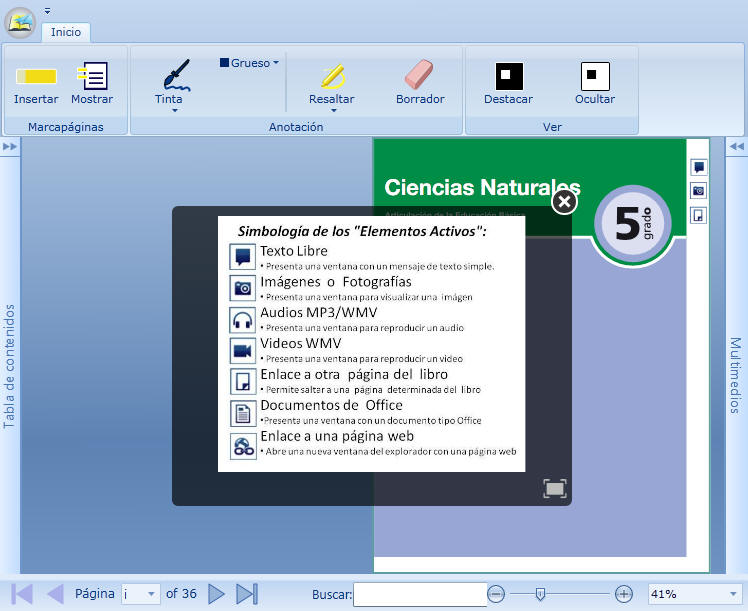 Inicio
Insertar
Mostrar
Marcapáginas
Tinta
Grueso
Resaltar
Borrador
Anotación
Destacar
Ocultar
Ver
Tabla de contenidos
Ciencias Naturales
Articulación de la Educación Básica
5
grado
Simbología de los "Elementos Activos":
Texto Libre
• Presenta una ventana con un mensaje de texto simple.
Imágenes o Fotografías
• Presenta una ventana para visualizar una imágen
Audios MP3/WMV
• Presenta una ventana para reproducir un audio
Videos WMV
• Presenta una ventana para reproducir un video
Enlace a otra página del libro
• Permite saltar a una página determinada del libro
Documentos de Office
•Presenta una ventana con un documento tipo Office
Enlace a una página web
• Abre una nueva ventana del explorador con una página web
Multimedios
Página i of 36
Buscar:
41%